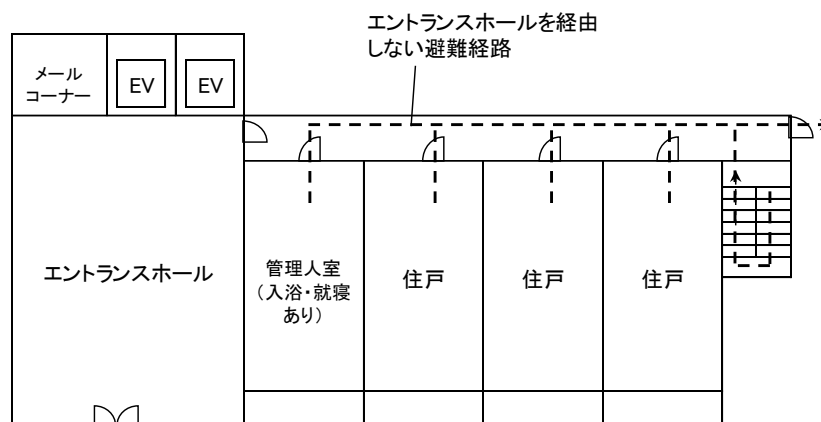 エントランスホールを経由
しない避難経路
メール
コーナー
EV
EV
エントランスホール
管理人室
（入浴・就寝
あり）
住戸
住戸
住戸